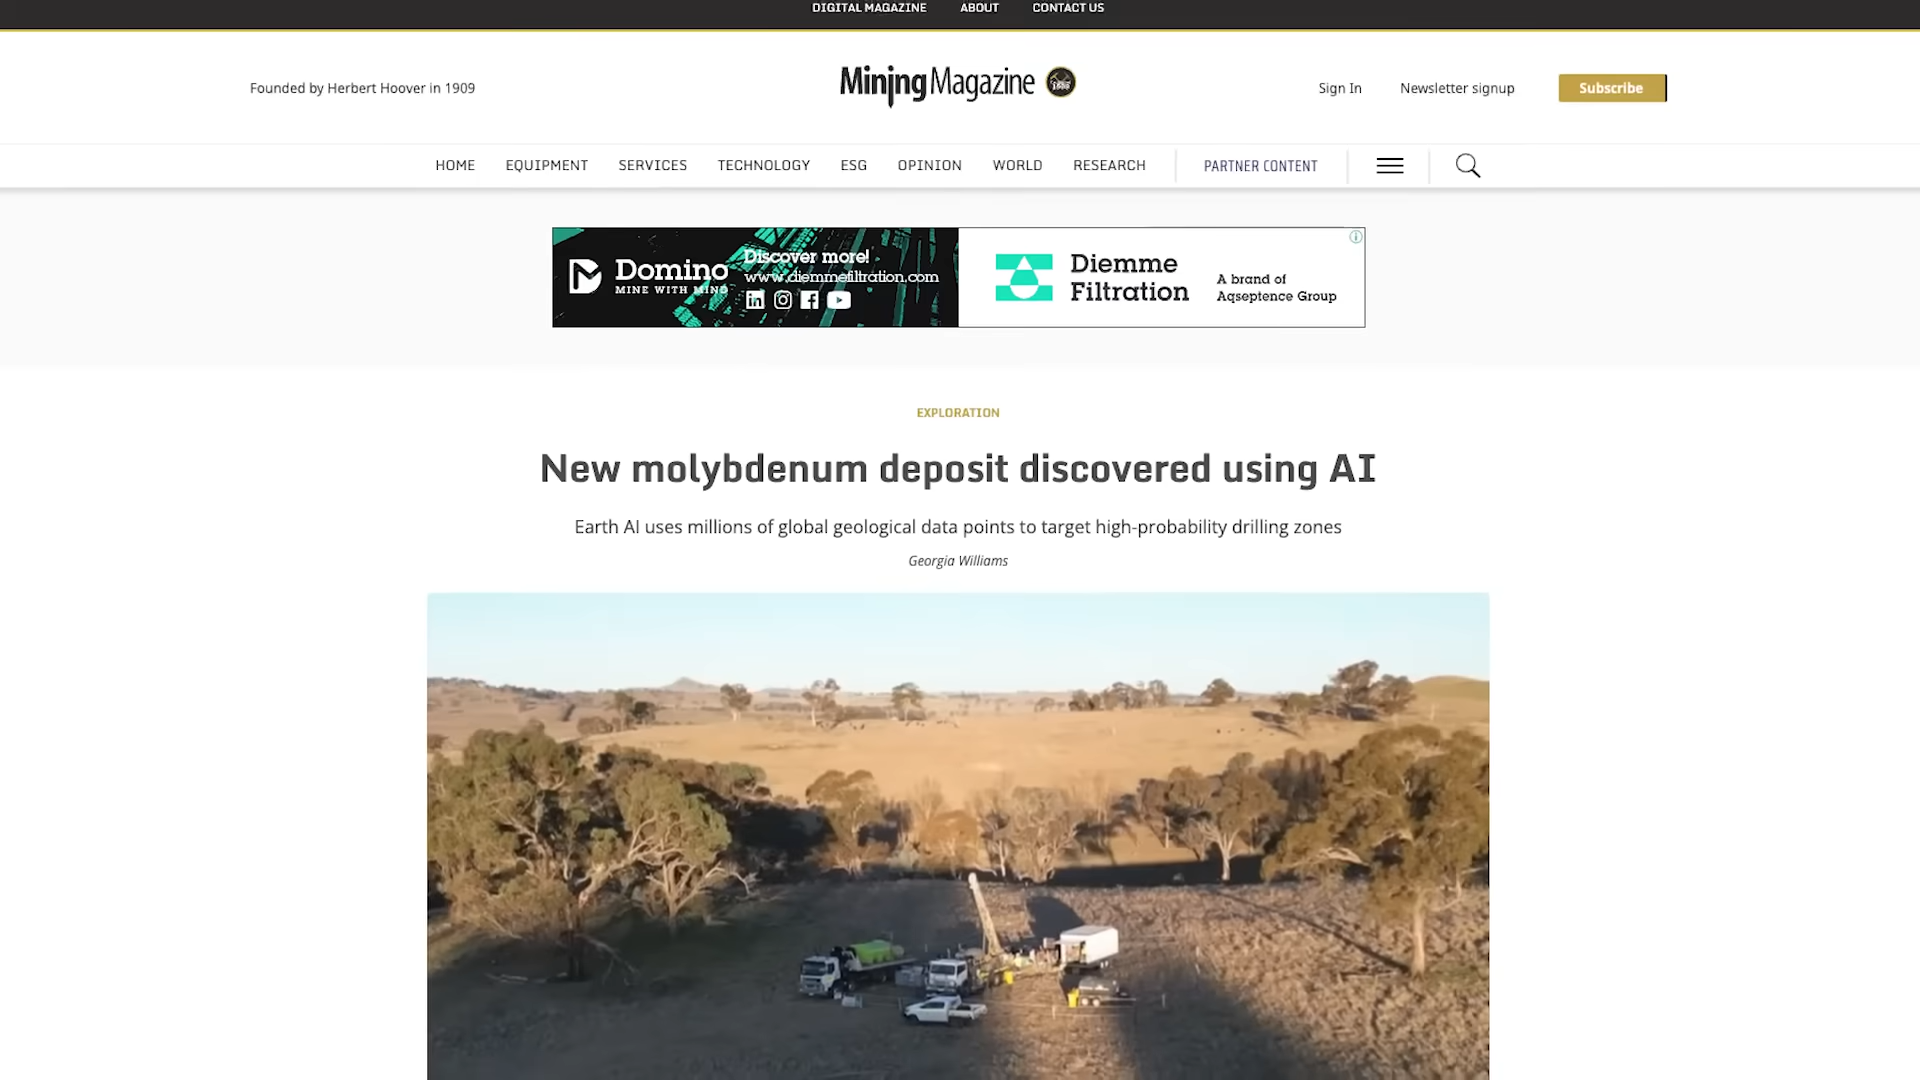 DIGITAL MAGAZINE ABOUT CONTACT US
Founded by Herbert Hoover in 1909
Mining Magazine
Sign In Newsletter signup Subscribe
HOME EQUIPMENT SERVICES TECHNOLOGY ESG OPINION WORLD RESEARCH PARTNER CONTENT
Domino
MINE WITH MIND
Discover more!
www.diemmefiltration.com
Diemme
Filtration
A brand of
Aqseptence Group
EXPLORATION
New molybdenum deposit discovered using AI
Earth AI uses millions of global geological data points to target high-probability drilling zones
Georgia Williams